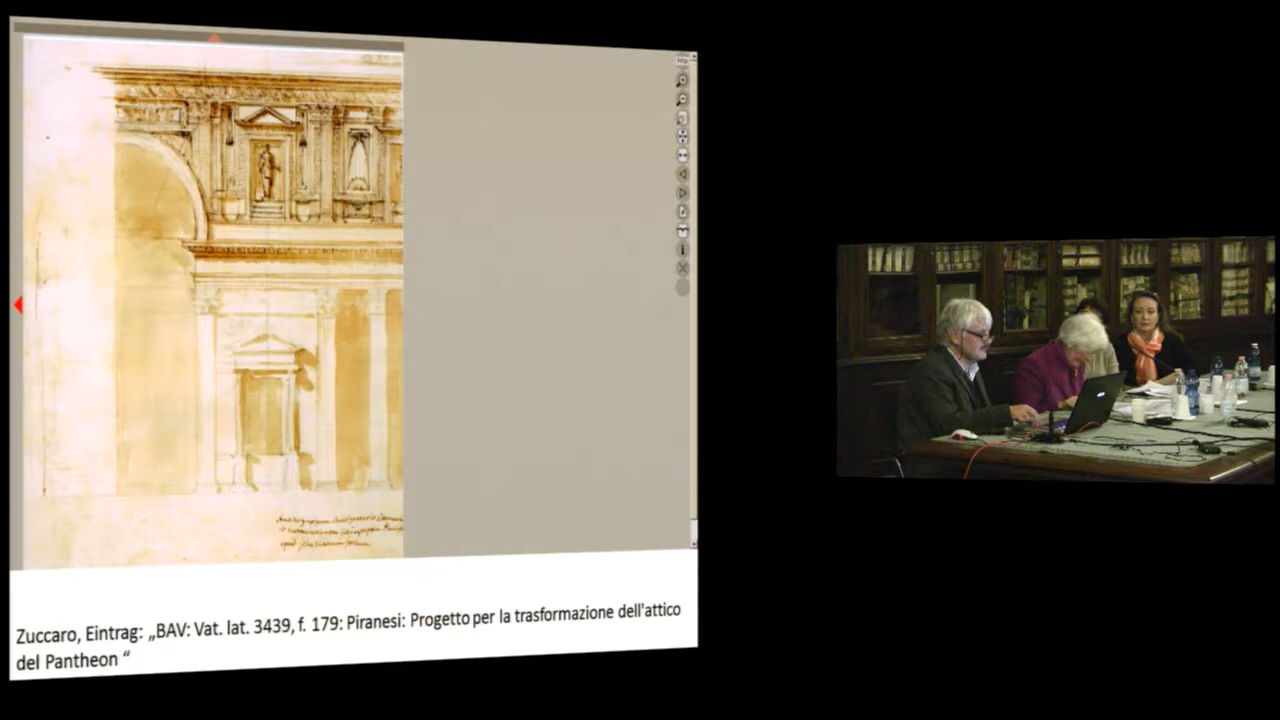 Zuccaro, Eintrag: „BAV: Vat. lat. 3439, f. 179: Piranesi: Progetto per la trasformazione dell'attico
del Pantheon “